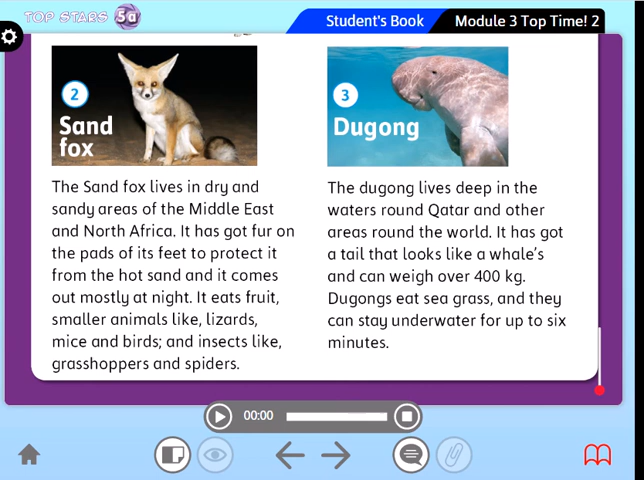 TOP STARS 5a
Student's Book
Module 3 Top Time! 2
2
Sand
fox
The Sand fox lives in dry and
sandy areas of the Middle East
and North Africa. It has got fur on
the pads of its feet to protect it
from the hot sand and it comes
out mostly at night. It eats fruit,
smaller animals like, lizards,
mice and birds; and insects like,
grasshoppers and spiders.
3
Dugong
The dugong lives deep in the
waters round Qatar and other
areas round the world. It has got
a tail that looks like a whale's
and can weigh over 400 kg.
Dugongs eat sea grass, and they
can stay underwater for up to six
minutes.
00:00